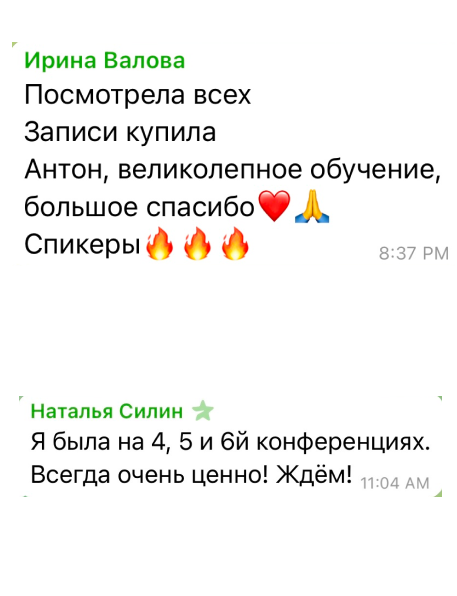 Ирина Валова
Посмотрела всех
Записи купила
Антон, великолепное обучение,
большое спасибо❤️🙏
Спикеры🔥🔥🔥
8:37 PM
Наталья Силин
Я была на 4, 5 и 6й конференциях.
Всегда очень ценно! Ждём!
11:04 AM